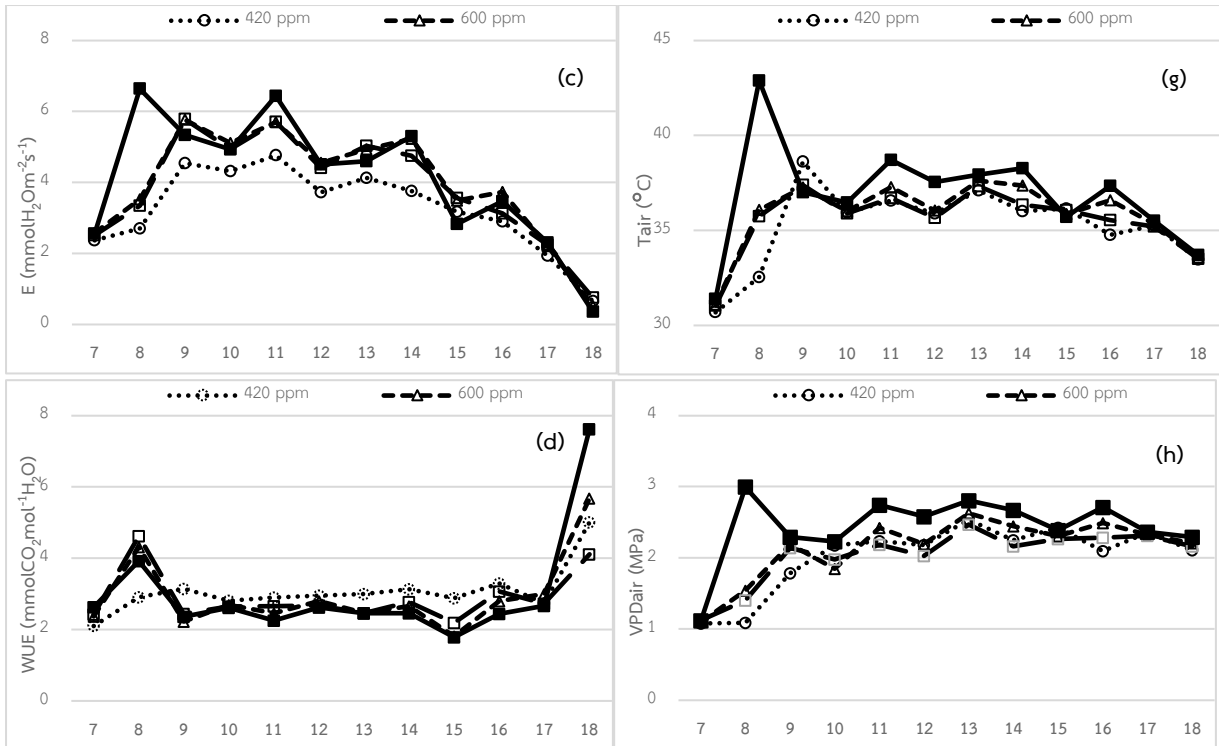 420 ppm 600 ppm
8
6
4
2
0
E (mmolH₂Om⁻²s⁻¹)
(c)
7 8 9 10 11 12 13 14 15 16 17 18
420 ppm 600 ppm
45
40
35
30
Tair (°C)
(g)
7 8 9 10 11 12 13 14 15 16 17 18
420 ppm 600 ppm
8
6
4
2
0
WUE (mmolCO₂mol⁻¹H₂O)
(d)
7 8 9 10 11 12 13 14 15 16 17 18
420 ppm 600 ppm
4
3
2
1
0
VPDair (MPa)
(h)
7 8 9 10 11 12 13 14 15 16 17 18